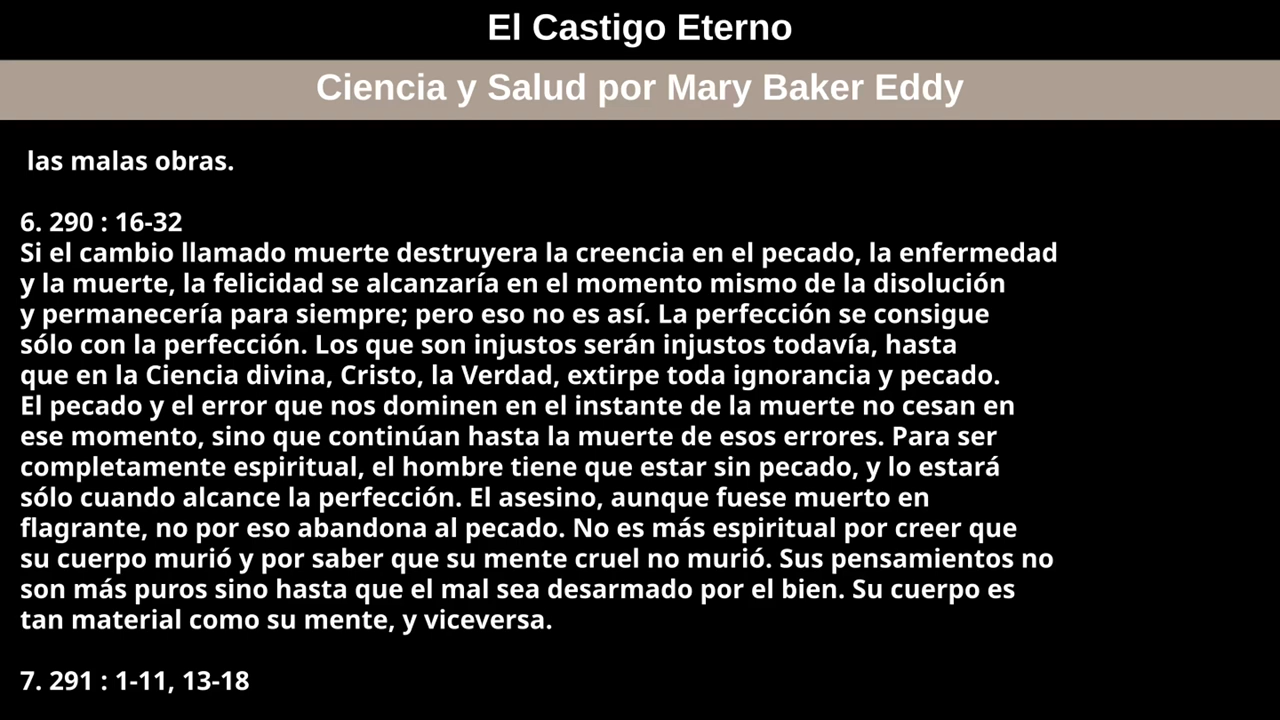 El Castigo Eterno
Ciencia y Salud por Mary Baker Eddy
las malas obras.
6. 290 : 16-32
Si el cambio llamado muerte destruyera la creencia en el pecado, la enfermedad
y la muerte, la felicidad se alcanzaría en el momento mismo de la disolución
y permanecería para siempre; pero eso no es así. La perfección se consigue
sólo con la perfección. Los que son injustos serán injustos todavía, hasta
que en la Ciencia divina, Cristo, la Verdad, extirpe toda ignorancia y pecado.
El pecado y el error que nos dominen en el instante de la muerte no cesan en
ese momento, sino que continúan hasta la muerte de esos errores. Para ser
completamente espiritual, el hombre tiene que estar sin pecado, y lo estará
sólo cuando alcance la perfección. El asesino, aunque fuese muerto en
flagrante, no por eso abandona al pecado. No es más espiritual por creer que
su cuerpo murió y por saber que su mente cruel no murió. Sus pensamientos no
son más puros sino hasta que el mal sea desarmado por el bien. Su cuerpo es
tan material como su mente, y viceversa.
7. 291 : 1-11, 13-18